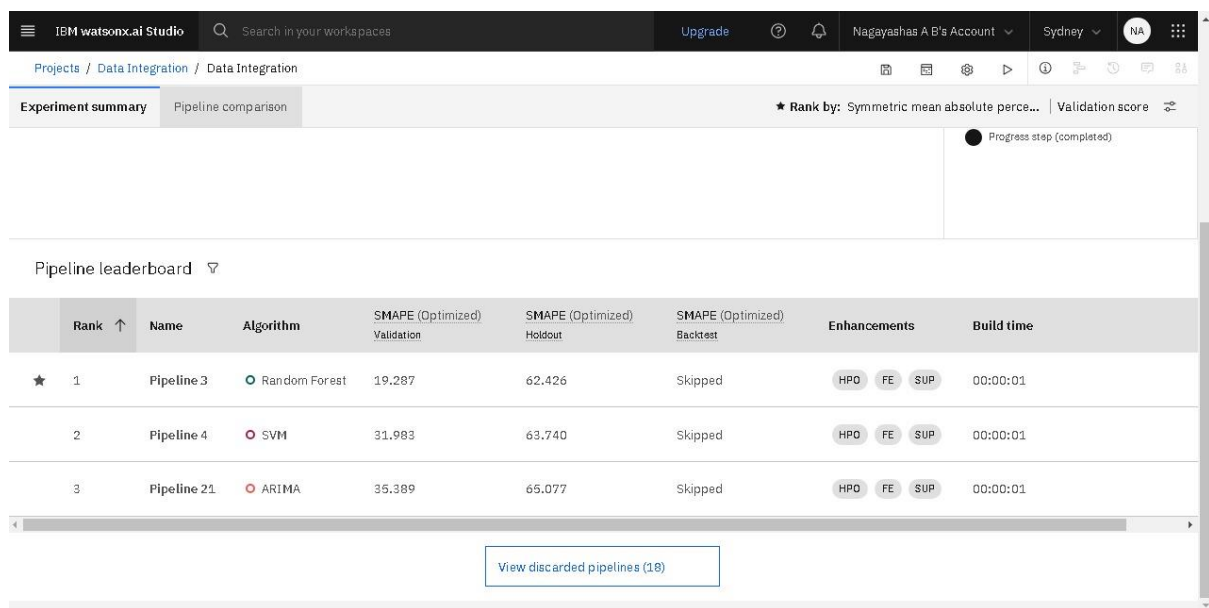 IBM watsonx.ai Studio Search in your workspaces Upgrade Nagayashas A B's Account Sydney NA
Projects / Data Integration / Data Integration
Experiment summary Pipeline comparison ★ Rank by: Symmetric mean absolute perce... | Validation score
Progress step (completed)
Pipeline leaderboard
Rank ↑ Name Algorithm SMAPE (Optimized) Validation SMAPE (Optimized) Holdout SMAPE (Optimized) Backtest Enhancements Build time
★ 1 Pipeline 3 Random Forest 19.287 62.426 Skipped HPO FE SUP 00:00:01
2 Pipeline 4 SVM 31.983 63.740 Skipped HPO FE SUP 00:00:01
3 Pipeline 21 ARIMA 35.389 65.077 Skipped HPO FE SUP 00:00:01
View discarded pipelines (18)